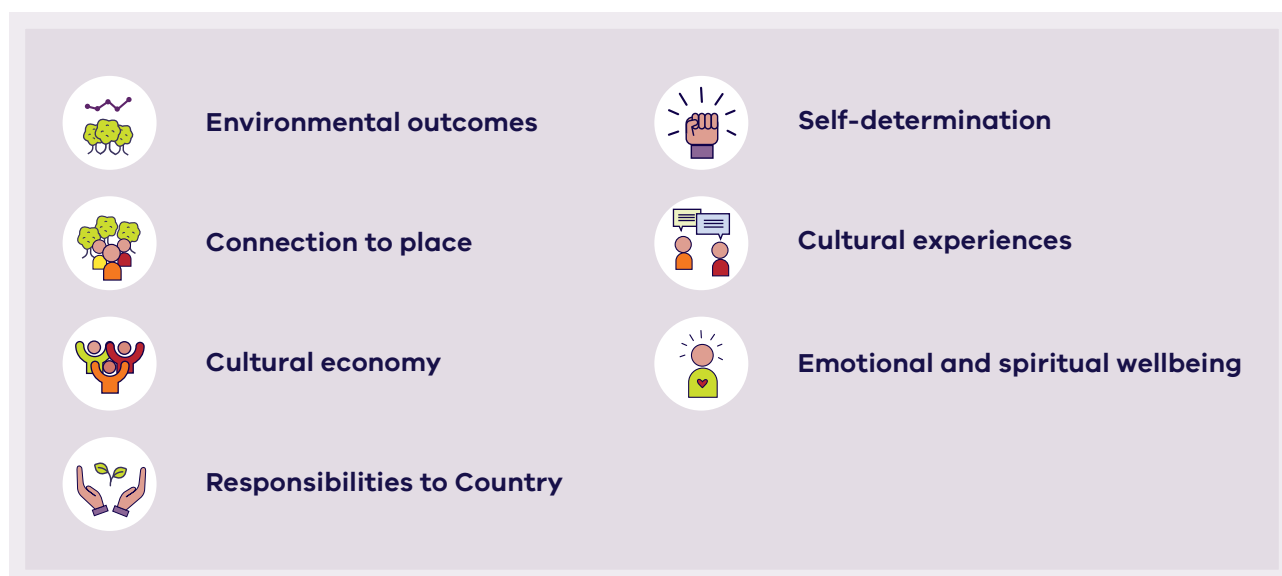 Environmental outcomes
Connection to place
Cultural economy
Responsibilities to Country
Self-determination
Cultural experiences
Emotional and spiritual wellbeing